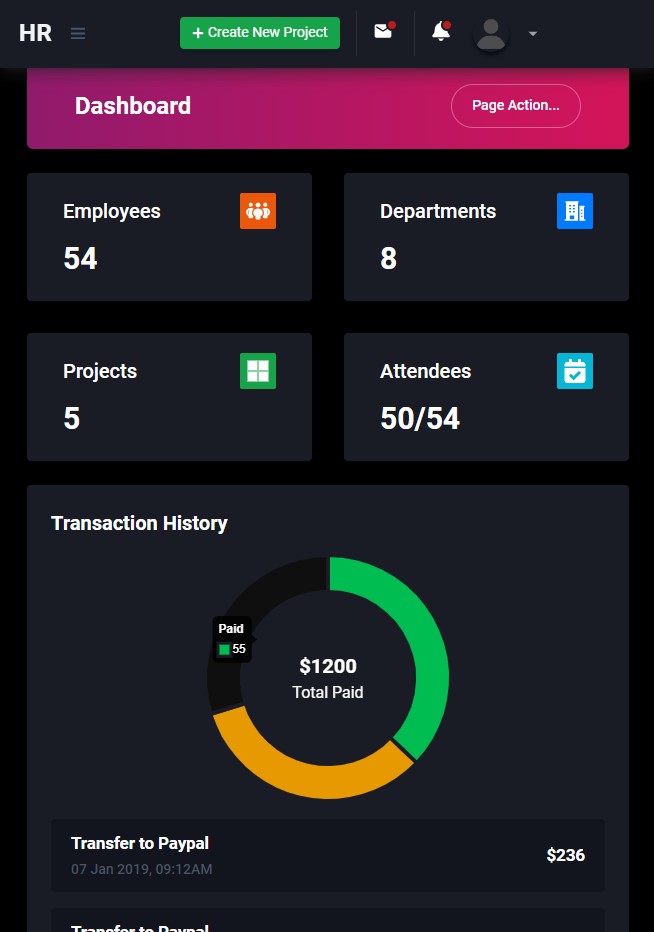 HR
Create New Project
Dashboard
Page Action...
Employees
54
Departments
8
Projects
5
Attendees
50/54
Transaction History
Paid
55
$1200
Total Paid
Transfer to Paypal
$236
07 Jan 2019, 09:12AM
Transfer to Paypal